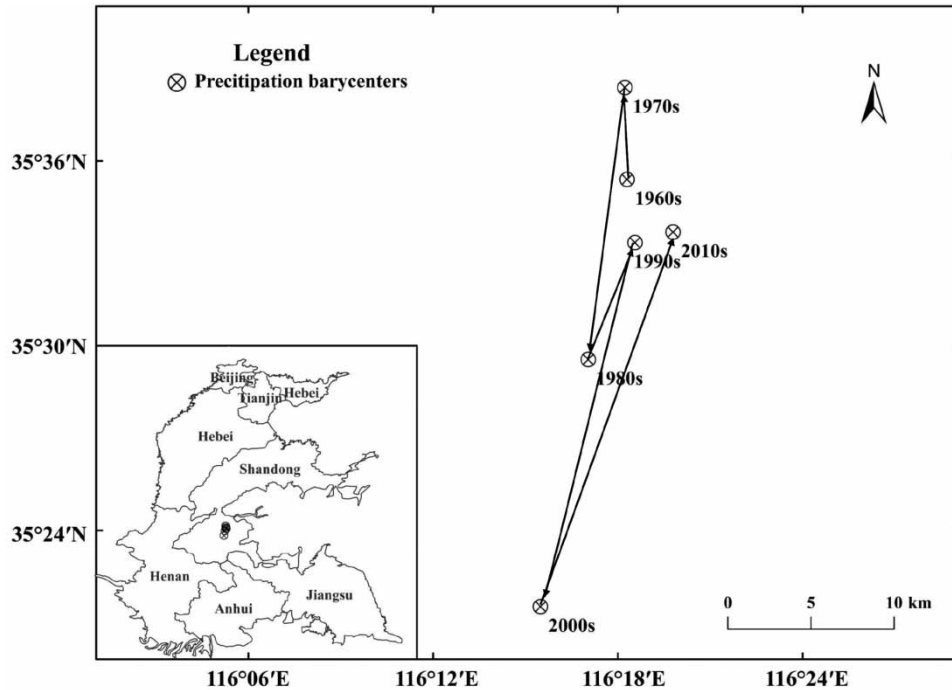 Legend
Precitipation barycenters
N
1970s
35°36′N
1960s
2010s
1990s
35°30′N
1980s
Beijing
Tianjin
Hebei
Hebei
Shandong
35°24′N
Henan
Jiangsu
Anhui
0 5 10 km
2000s
116°06′E 116°12′E 116°18′E 116°24′E